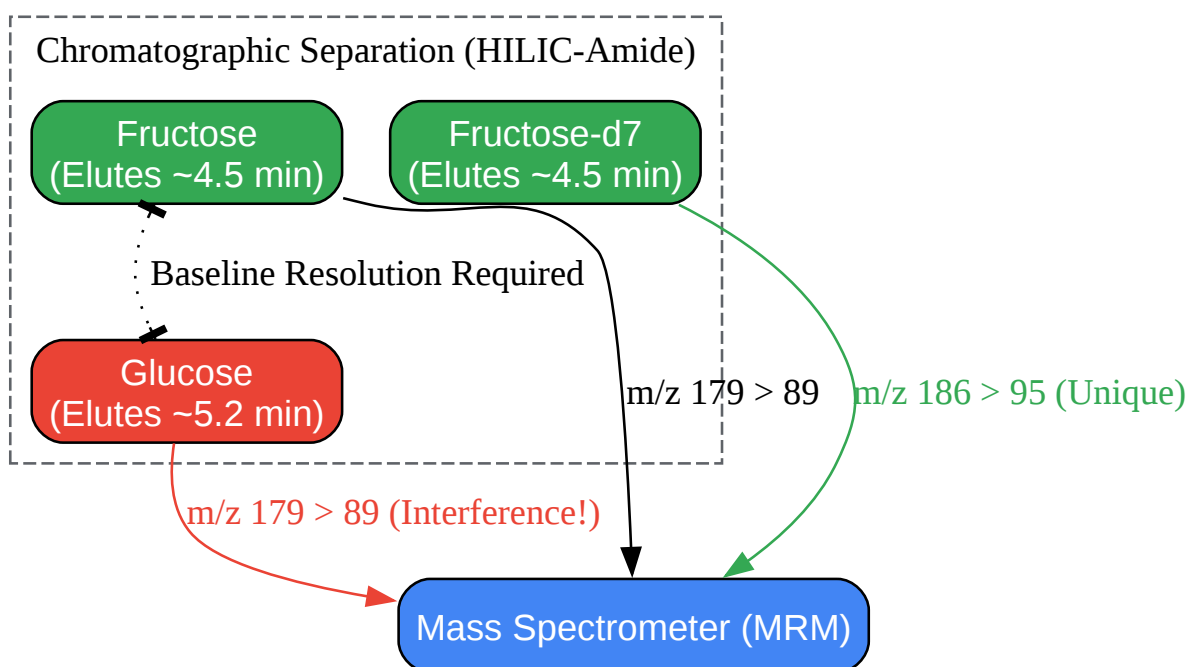 Chromatographic Separation (HILIC-Amide)
Fructose
(Elutes ~4.5 min)
Fructose-d7
(Elutes ~4.5 min)
Baseline Resolution Required
Glucose
(Elutes ~5.2 min)
m/z 179 > 89
m/z 186 > 95 (Unique)
m/z 179 > 89 (Interference!)
Mass Spectrometer (MRM)